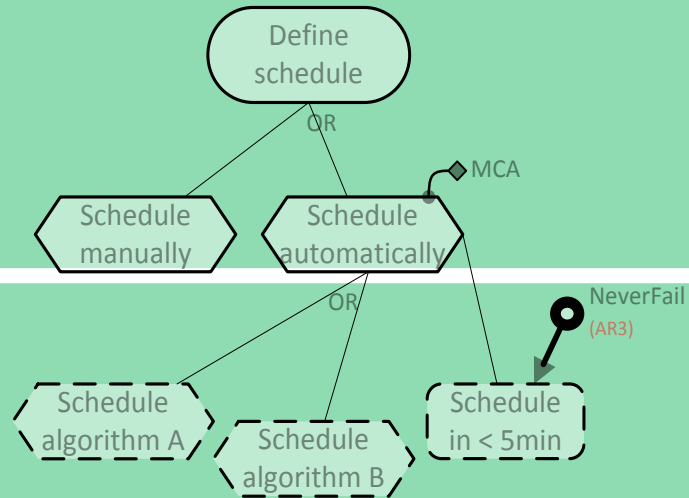 Define
schedule
OR
MCA
Schedule
manually
Schedule
automatically
OR
NeverFail
(AR3)
Schedule
algorithm A
Schedule
algorithm B
Schedule
in < 5min